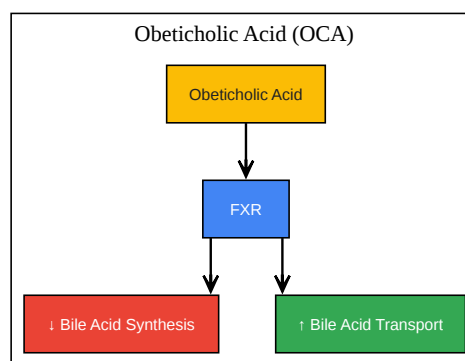 Obeticholic Acid (OCA)
Obeticholic Acid
FXR
↓ Bile Acid Synthesis
↑ Bile Acid Transport